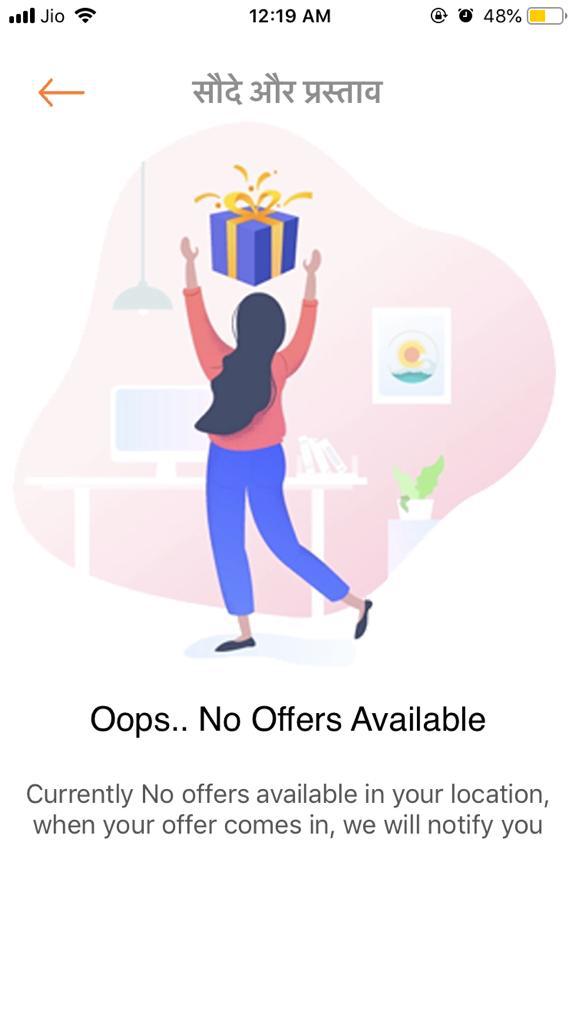 Jio 12:19 AM 48%
सौदे और प्रस्ताव
Oops.. No Offers Available
Currently No offers available in your location,
when your offer comes in, we will notify you